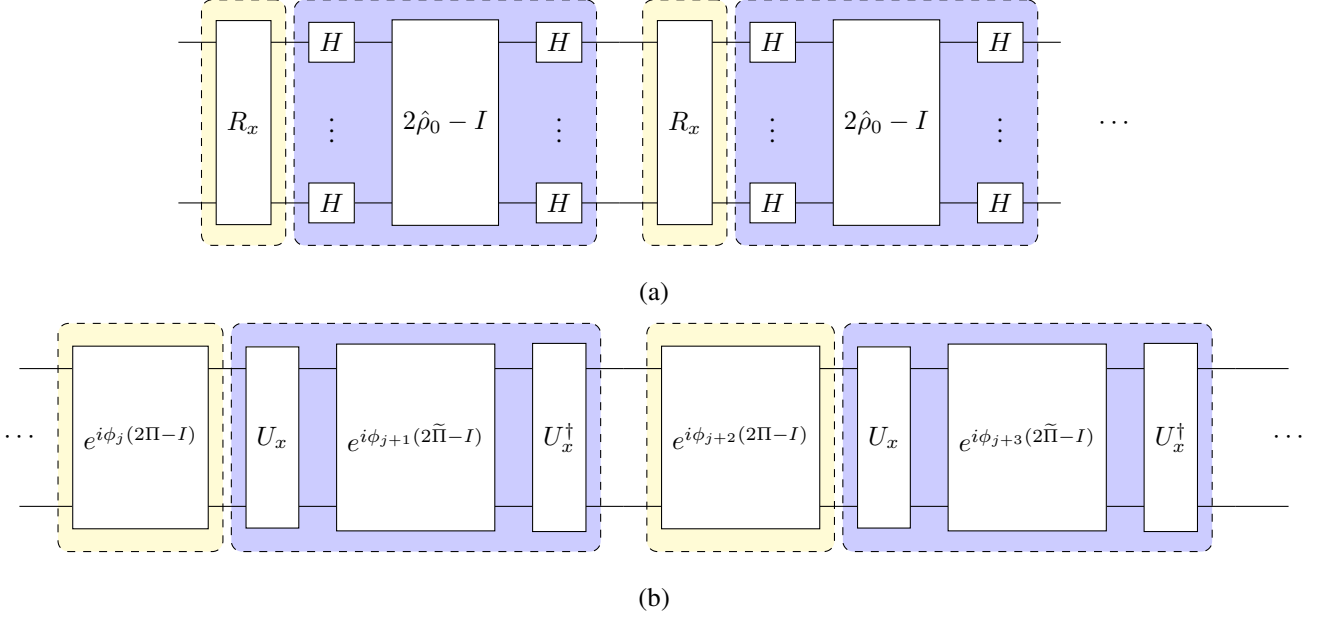 H H H H
R_x ⋮ 2ρ̂_0 − I ⋮ R_x ⋮ 2ρ̂_0 − I ⋮ ⋯
H H H H
(a)
⋯ e^{iϕ_j(2Π−I)} U_x e^{iϕ_{j+1}(2Π̃−I)} U_x^† e^{iϕ_{j+2}(2Π−I)} U_x e^{iϕ_{j+3}(2Π̃−I)} U_x^† ⋯
(b)